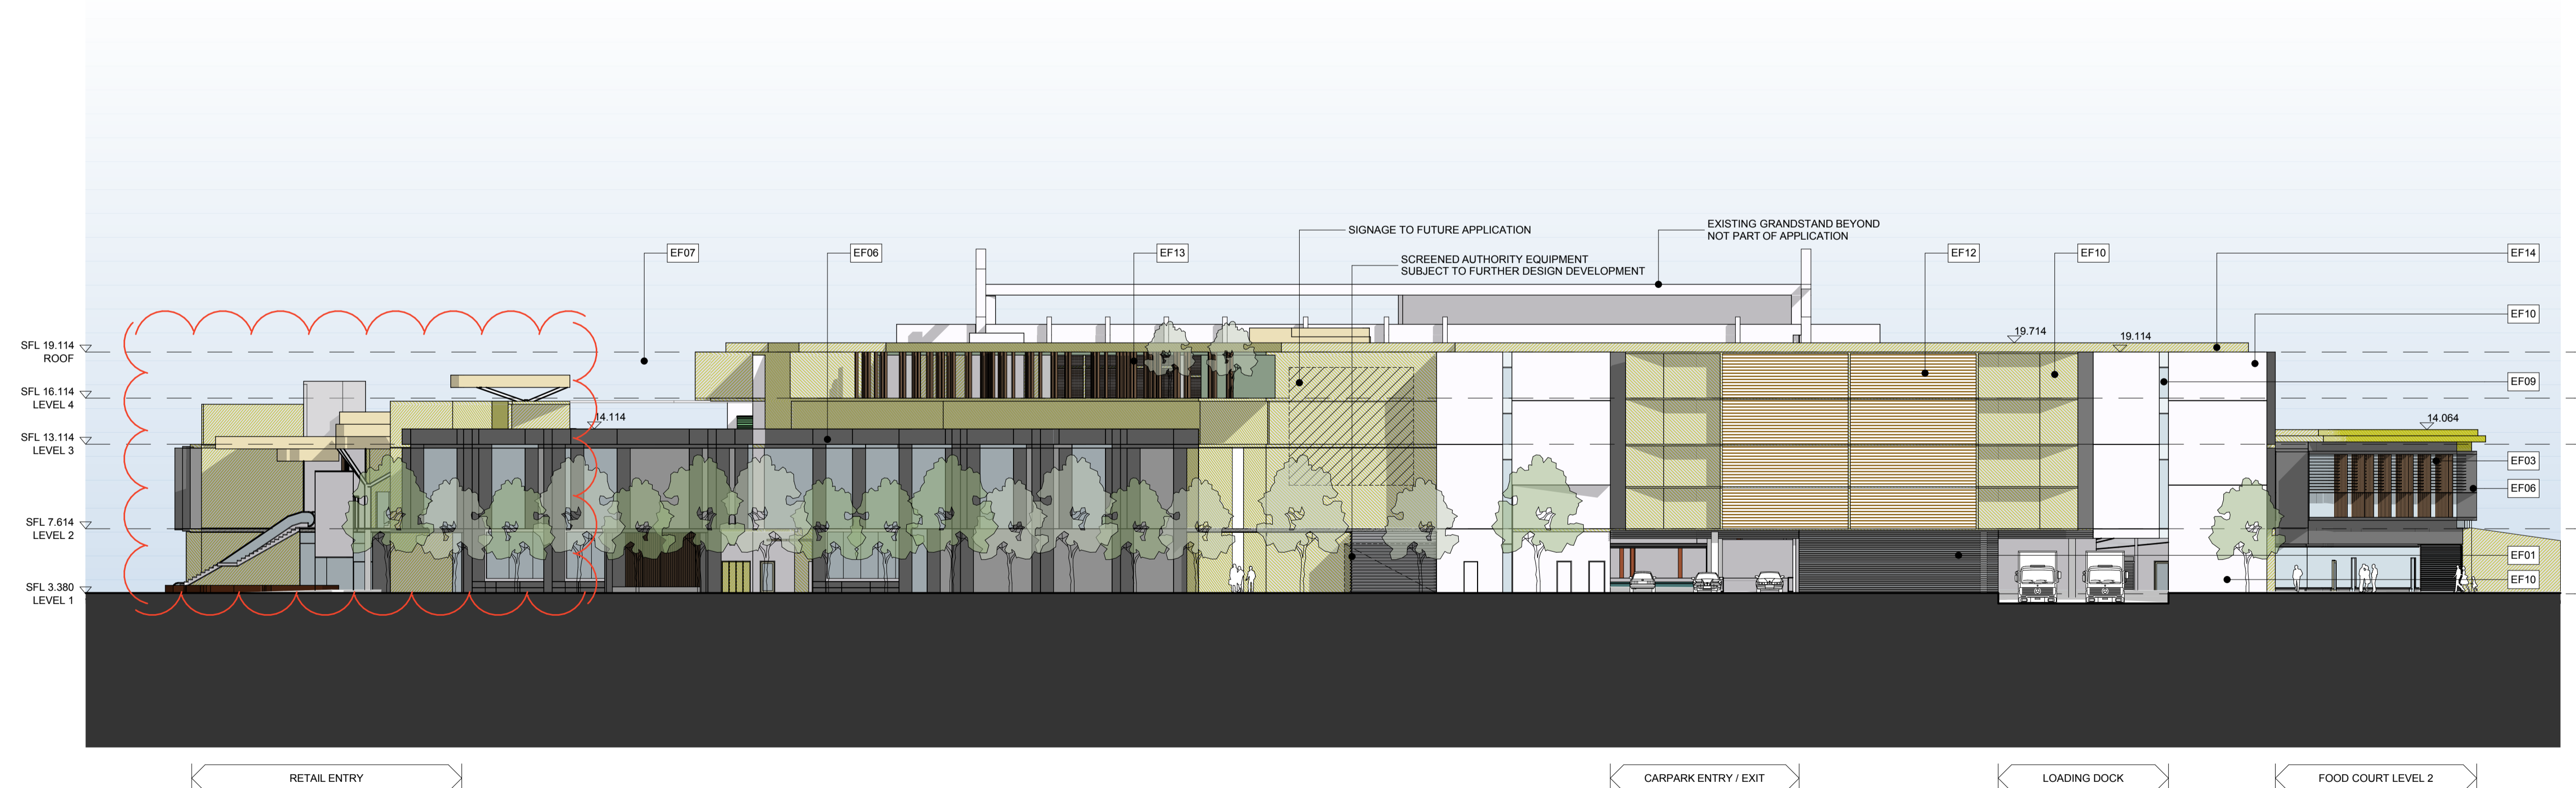 SIGNAGE TO FUTURE APPLICATION
EXISTING GRANDSTAND BEYOND
NOT PART OF APPLICATION
EF07
EF06
EF13
SCREENED AUTHORITY EQUIPMENT
SUBJECT TO FURTHER DESIGN DEVELOPMENT
EF12
EF10
EF14
EF10
19.714
19.114
SFL 19.114
ROOF
EF09
SFL 16.114
LEVEL 4
14.114
14.064
SFL 13.114
LEVEL 3
EF03
EF06
SFL 7.614
LEVEL 2
EF01
EF10
SFL 3.380
LEVEL 1
RETAIL ENTRY
CARPARK ENTRY / EXIT
LOADING DOCK
FOOD COURT LEVEL 2